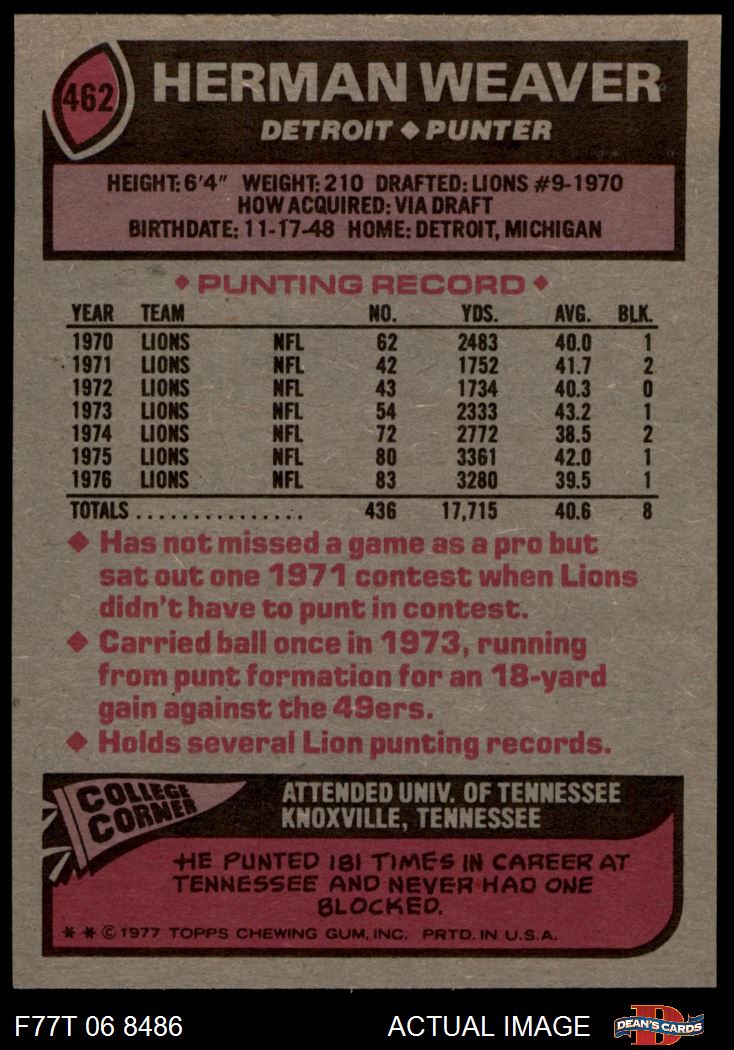 462
HERMAN WEAVER
DETROIT ◆ PUNTER
HEIGHT: 6'4" WEIGHT: 210 DRAFTED: LIONS #9-1970
HOW ACQUIRED: VIA DRAFT
BIRTHDATE: 11-17-48 HOME: DETROIT, MICHIGAN
◆ PUNTING RECORD ◆
YEAR TEAM NO. YDS. AVG. BLK.
1970 LIONS NFL 62 2483 40.0 1
1971 LIONS NFL 42 1752 41.7 2
1972 LIONS NFL 43 1734 40.3 0
1973 LIONS NFL 54 2333 43.2 1
1974 LIONS NFL 72 2772 38.5 2
1975 LIONS NFL 80 3361 42.0 1
1976 LIONS NFL 83 3280 39.5 1
TOTALS............... 436 17,715 40.6 8
◆ Has not missed a game as a pro but
sat out one 1971 contest when Lions
didn't have to punt in contest.
◆ Carried ball once in 1973, running
from punt formation for an 18-yard
gain against the 49ers.
◆ Holds several Lion punting records.
COLLEGE
CORNER
ATTENDED UNIV. OF TENNESSEE
KNOXVILLE, TENNESSEE
HE PUNTED 181 TIMES IN CAREER AT
TENNESSEE AND NEVER HAD ONE
BLOCKED.
* * © 1977 TOPPS CHEWING GUM, INC. PRTD. IN U.S.A.
F77T 06 8486 ACTUAL IMAGE
D
DEAN'S CARDS